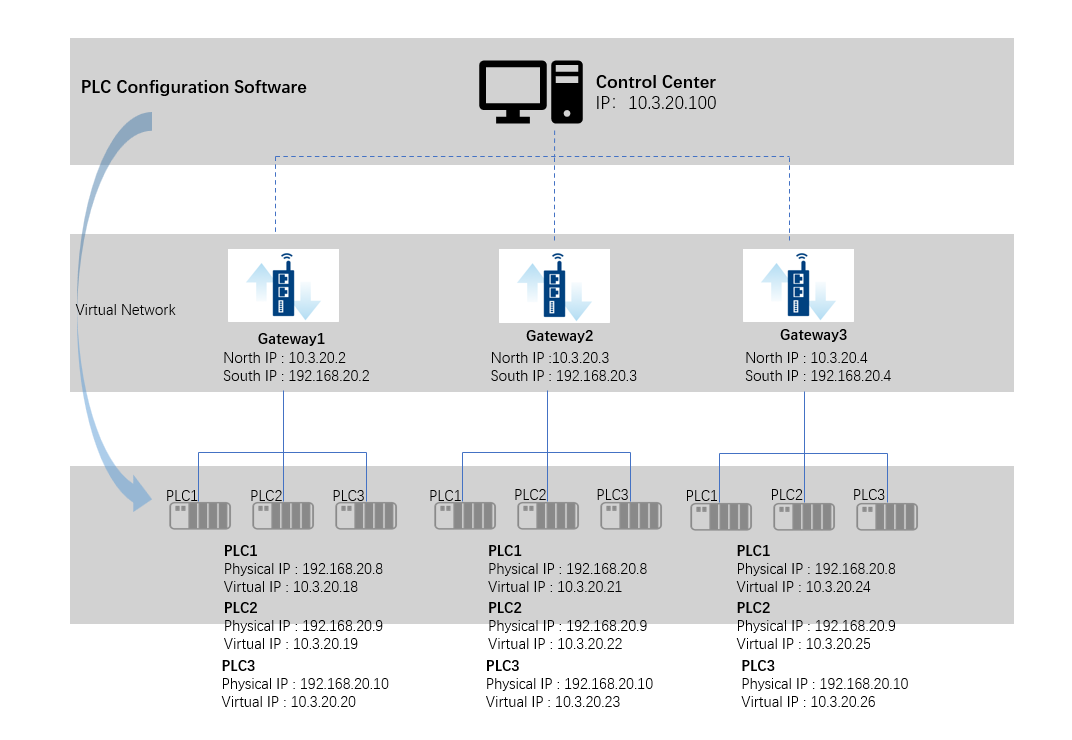 PLC Configuration Software
Control Center
IP: 10.3.20.100
Virtual Network
Gateway1
North IP : 10.3.20.2
South IP : 192.168.20.2
Gateway2
North IP :10.3.20.3
South IP : 192.168.20.3
Gateway3
North IP : 10.3.20.4
South IP : 192.168.20.4
PLC1
PLC2
PLC3
PLC1
PLC2
PLC3
PLC1
PLC2
PLC3
PLC1
Physical IP : 192.168.20.8
Virtual IP : 10.3.20.18
PLC2
Physical IP : 192.168.20.9
Virtual IP : 10.3.20.19
PLC3
Physical IP : 192.168.20.10
Virtual IP : 10.3.20.20
PLC1
Physical IP : 192.168.20.8
Virtual IP : 10.3.20.21
PLC2
Physical IP : 192.168.20.9
Virtual IP : 10.3.20.22
PLC3
Physical IP : 192.168.20.10
Virtual IP : 10.3.20.23
PLC1
Physical IP : 192.168.20.8
Virtual IP : 10.3.20.24
PLC2
Physical IP : 192.168.20.9
Virtual IP : 10.3.20.25
PLC3
Physical IP : 192.168.20.10
Virtual IP : 10.3.20.26